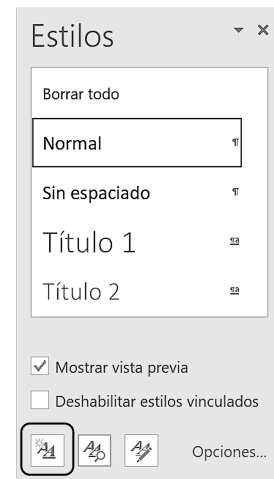 Estilos
Borrar todo
Normal
Sin espaciado
Título 1
Título 2
Mostrar vista previa
Deshabilitar estilos vinculados
Opciones...